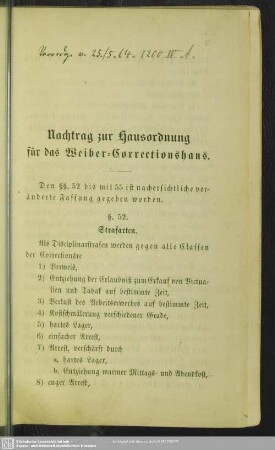 Verordg. v. 25./5. 64. 1200 IV A.
Nachtrag zur Hausordnung
für das Weiber-Correctionshaus.
Den §§. 52 bis mit 55 ist nachersichtliche ver-
änderte Fassung gegeben worden.
§. 52.
Strafarten.
Als Disciplinarstrafen werden gegen alle Classen
der Correctionäre
1) Verweis,
2) Entziehung der Erlaubniß zum Erkauf von Victua-
lien und Tabak auf bestimmte Zeit,
3) Verlust des Arbeitserwerbes auf bestimmte Zeit,
4) Kostschmälerung verschiedener Grade,
5) hartes Lager,
6) einfacher Arrest,
7) Arrest, verschärft durch
a. hartes Lager,
b. Entziehung warmer Mittags- und Abendkost,
8) enger Arrest,